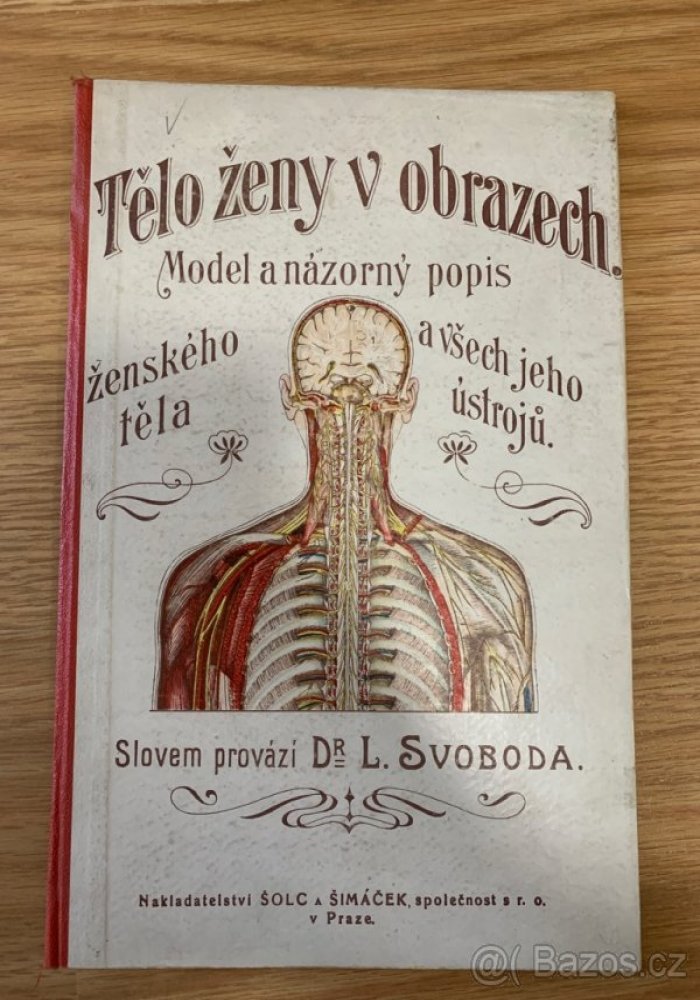 Tělo ženy v obrazech.
Model a názorný popis
ženského
těla
a všech jeho
ústrojů.
Slovem provází DR L. SVOBODA.
Nakladatelství ŠOLC A ŠIMÁČEK, společnost s r. o.
v Praze.
@( Bazos.cz